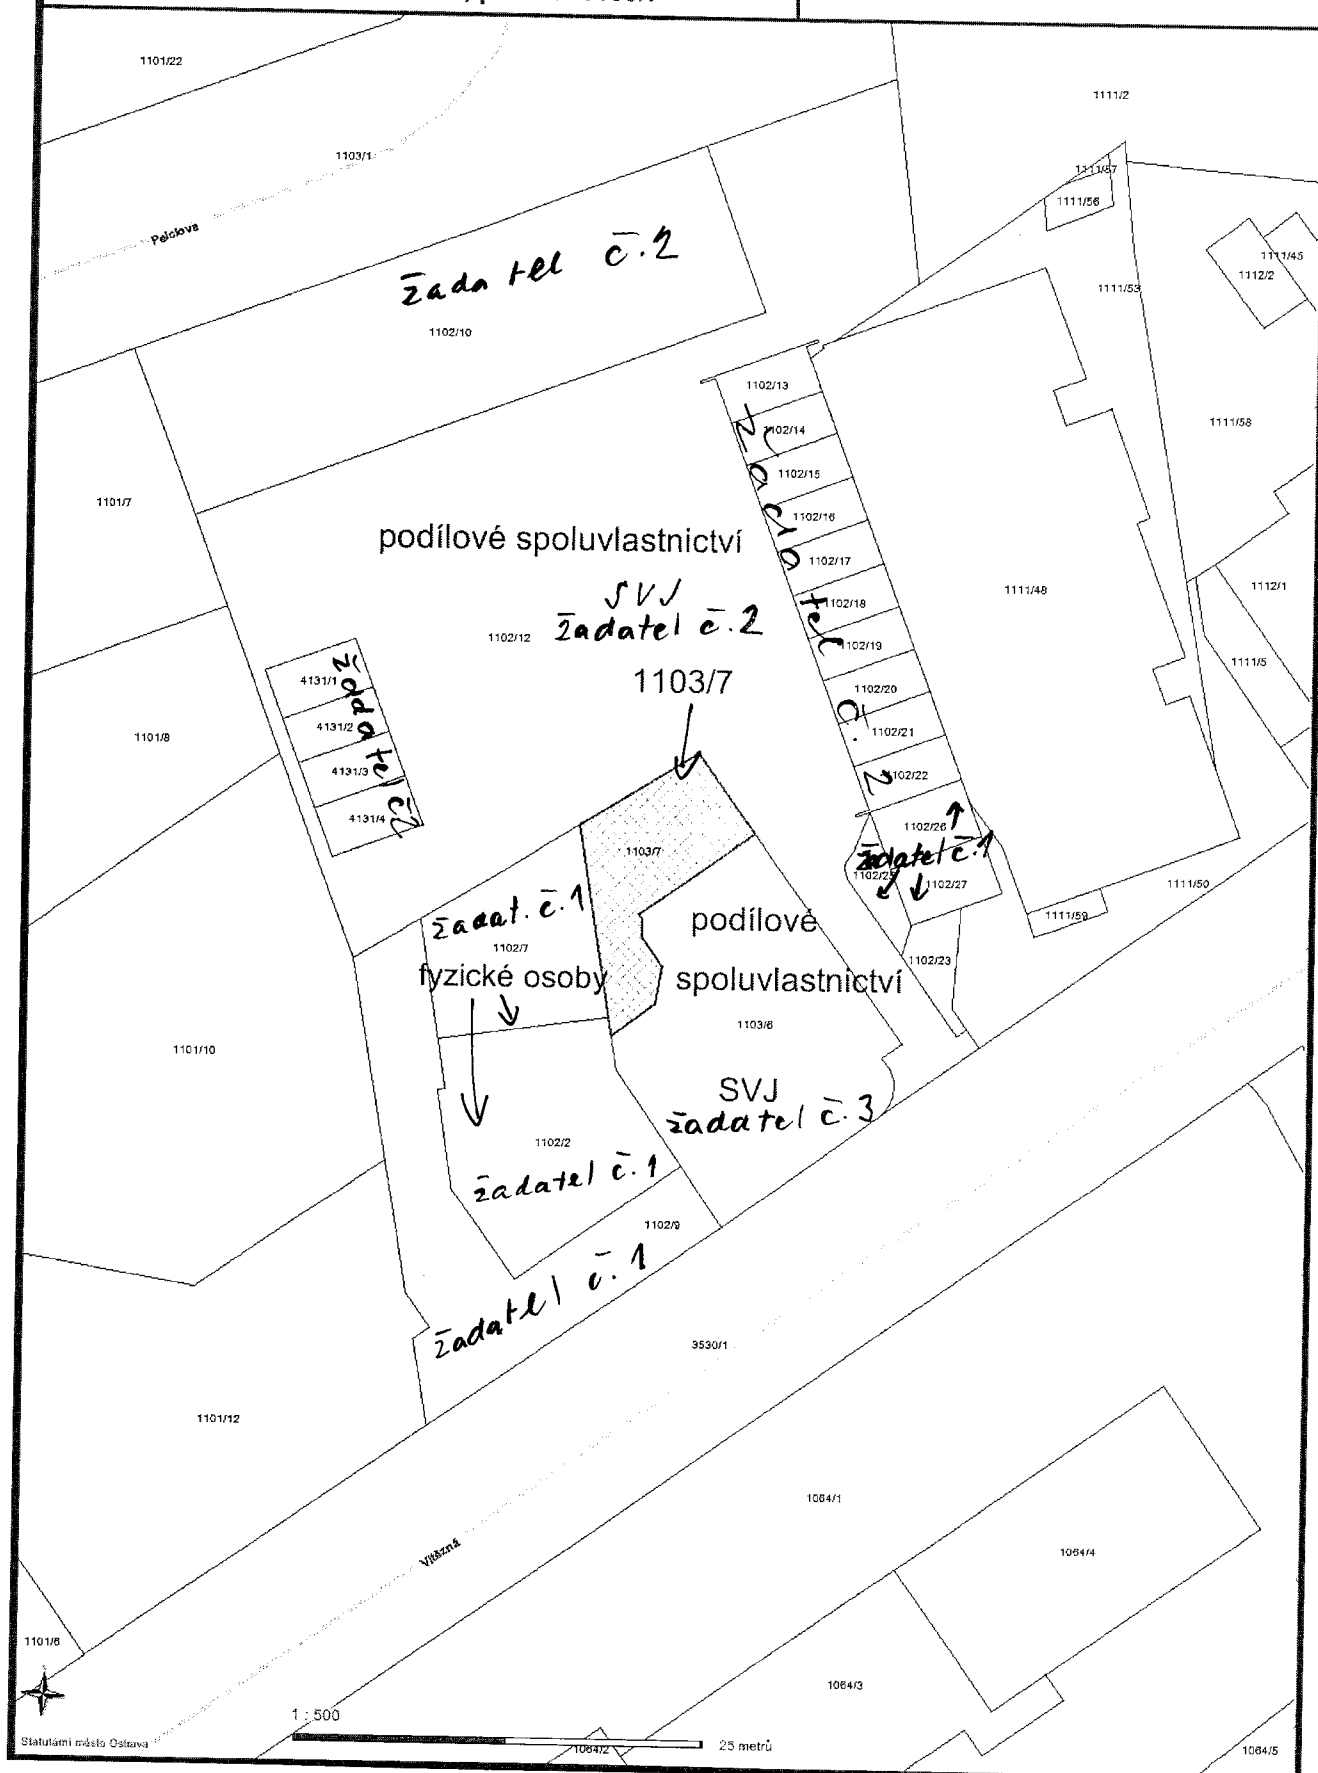 1101/22
1111/2
1103/1
1111/57
1111/56
Pelclova
žadatel č.2
1111/45
1112/2
1111/53
1102/10
1102/13
1102/14
1111/58
1102/15
1101/7
1102/16
podílové spoluvlastnictví
1102/17
žadatel č.2
1112/1
1111/48
SVJ
1102/18
1102/12
žadatel č.2
1102/19
1111/5
1103/7
4131/1
1102/20
žadatel č2
4131/2
1102/21
1101/8
4131/3
1102/22
4131/4
1102/26
1103/7
žadatel č.1
1102/25
1102/27
1111/50
žadat. č.1
podílové
1111/59
1102/7
fyzické osoby
spoluvlastnictví
1102/23
1103/6
1101/10
SVJ
žadatel č.3
1102/2
žadatel č.1
1102/9
žadatel č.1
3530/1
1101/12
1064/1
Vítězná
1064/4
1101/6
1064/3
1 : 500
Statutární město Ostrava
1064/2
25 metrů
1064/5